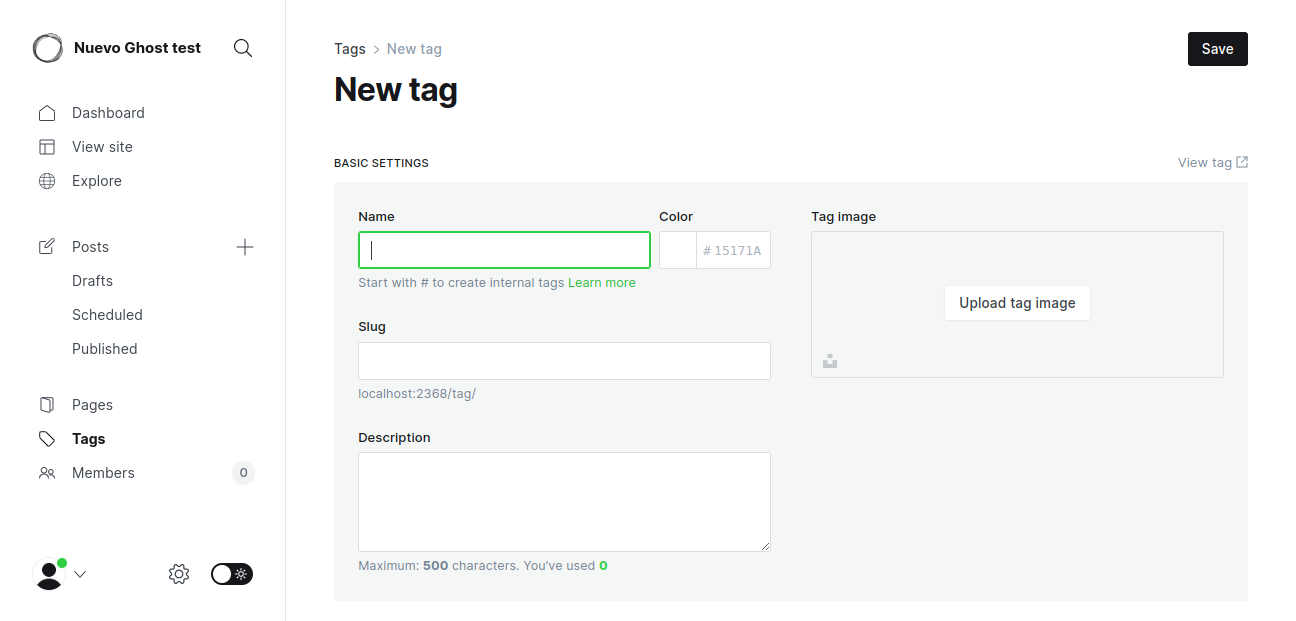 Nuevo Ghost test
Dashboard
View site
Explore
Posts
Drafts
Scheduled
Published
Pages
Tags
Members 0
Tags > New tag
Save
New tag
BASIC SETTINGS
View tag
Name
Color
# 15171A
Start with # to create internal tags Learn more
Slug
localhost:2368/tag/
Description
Maximum: 500 characters. You've used 0
Tag image
Upload tag image